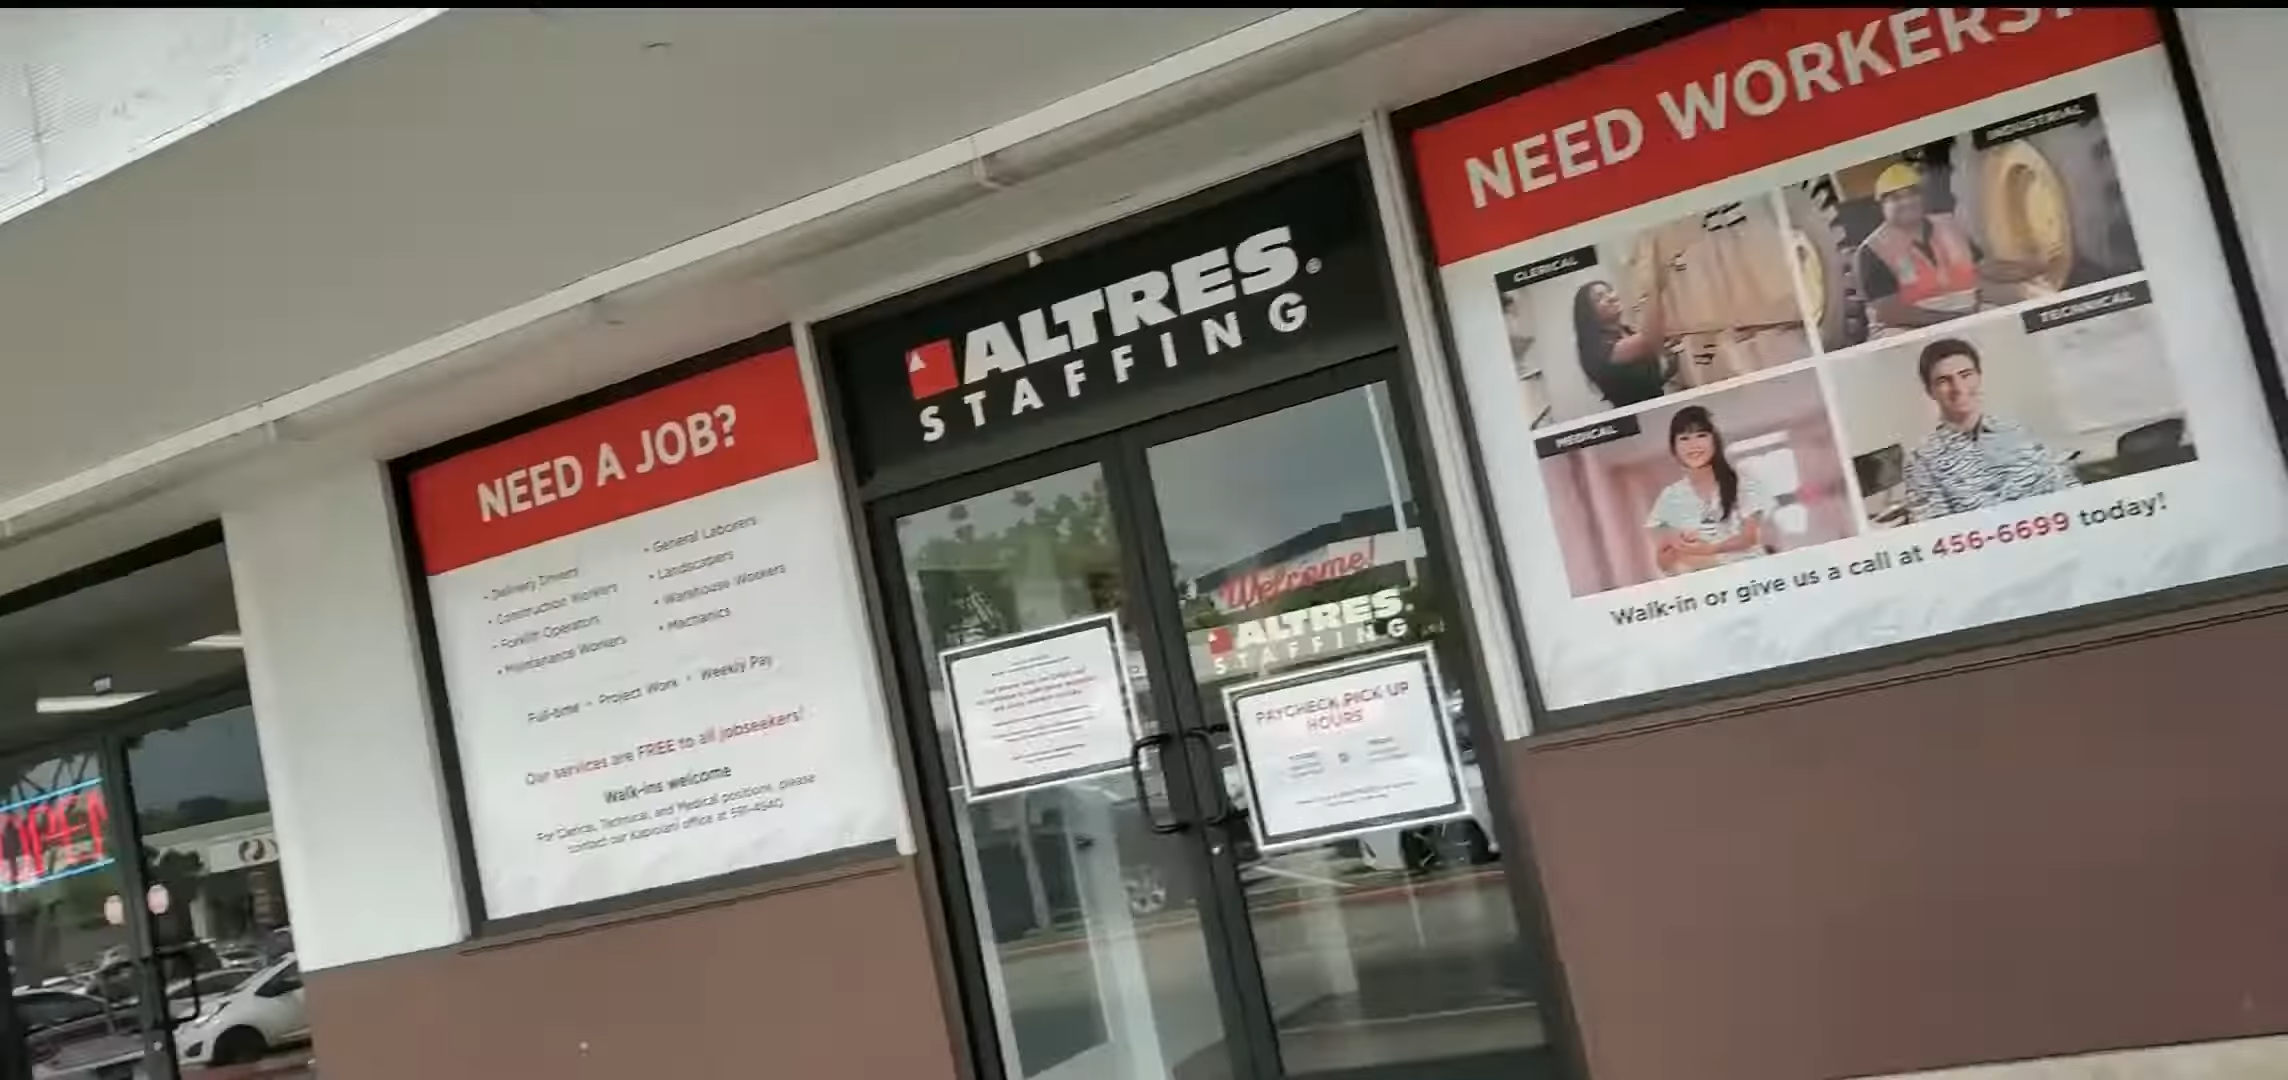 OPEN
NEED A JOB?
• Delivery Drivers
• Construction Workers
• Forklift Operators
• Maintenance Workers
• General Laborers
• Landscapers
• Warehouse Workers
• Mechanics
Full-time • Project Work • Weekly Pay
Our services are FREE to all jobseekers!
Walk-ins welcome
For Clerical, Technical, and Medical positions, please
contact our Kapiolani office at
ALTRES®
STAFFING
Welcome!
ALTRES
STAFFING
PAYCHECK PICK UP
HOURS
NEED WORKERS?
CLERICAL
INDUSTRIAL
MEDICAL
TECHNICAL
Walk-in or give us a call at 456-6699 today!